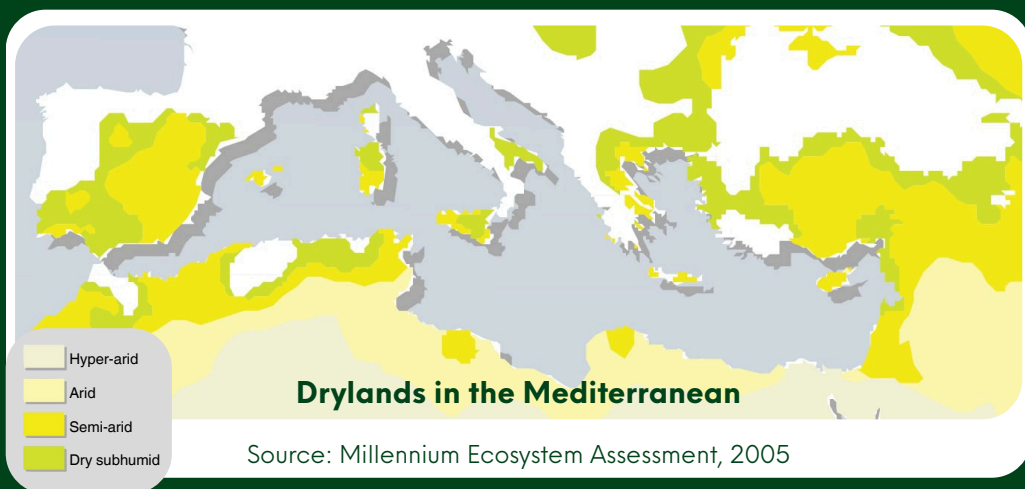 Hyper-arid
Arid
Semi-arid
Dry subhumid
Drylands in the Mediterranean
Source: Millennium Ecosystem Assessment, 2005